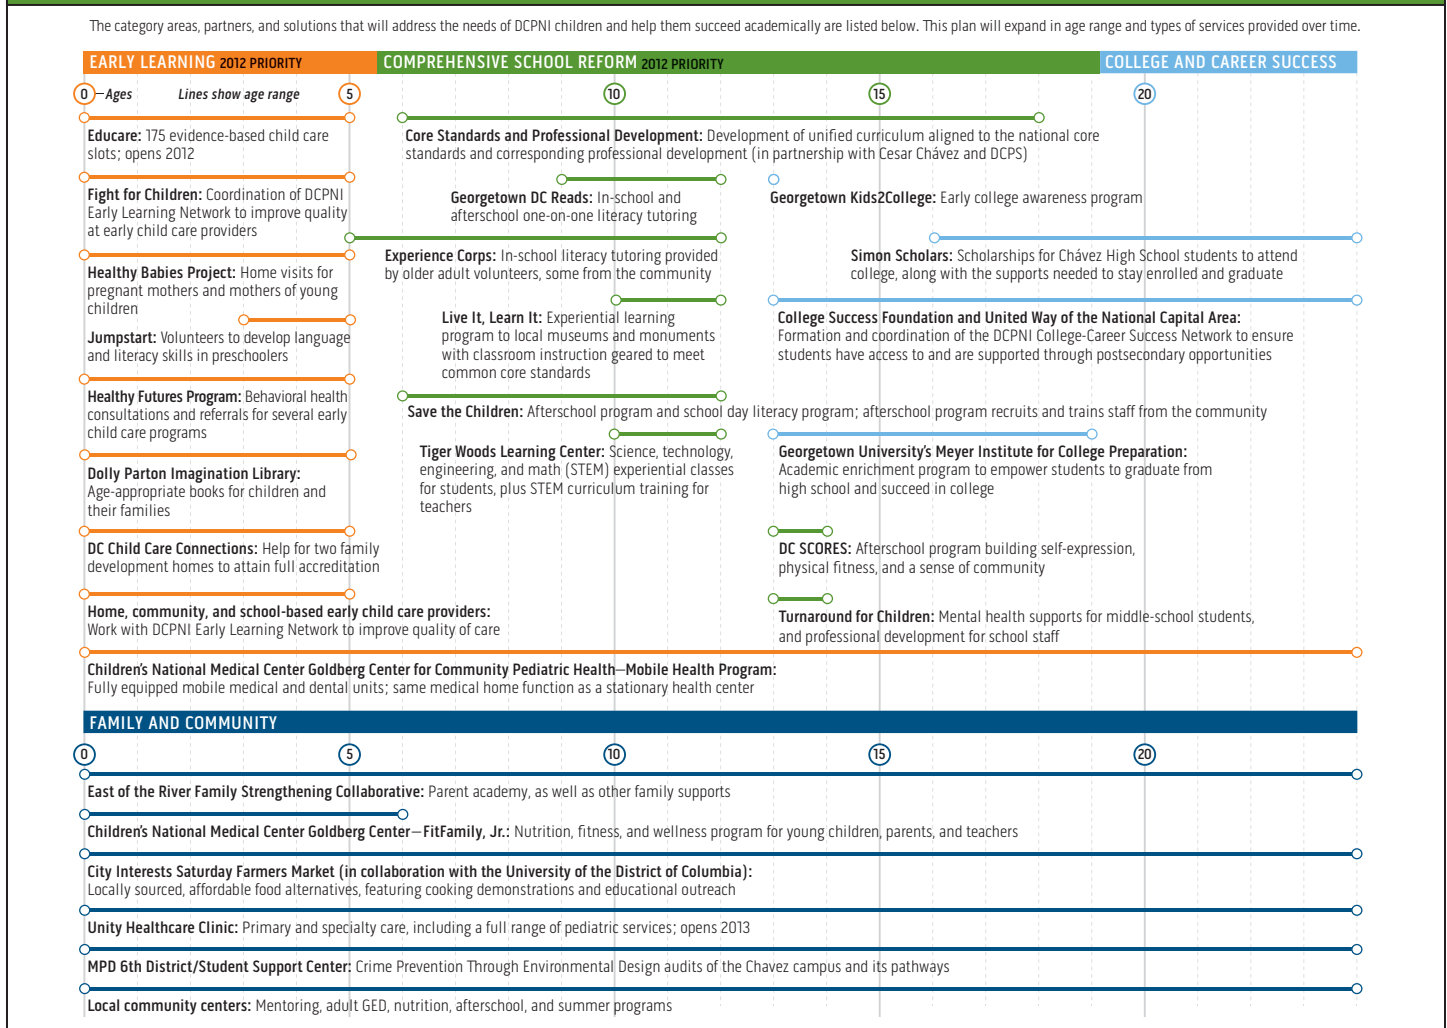 The category areas, partners, and solutions that will address the needs of DCPNI children and help them succeed academically are listed below. This plan will expand in age range and types of services provided over time.
EARLY LEARNING 2012 PRIORITY
COMPREHENSIVE SCHOOL REFORM 2012 PRIORITY
COLLEGE AND CAREER SUCCESS
0 – Ages Lines show age range 5 10 15 20
Educare: 175 evidence-based child care
slots; opens 2012
Fight for Children: Coordination of DCPNI
Early Learning Network to improve quality
at early child care providers
Healthy Babies Project: Home visits for
pregnant mothers and mothers of young
children
Jumpstart: Volunteers to develop language
and literacy skills in preschoolers
Healthy Futures Program: Behavioral health
consultations and referrals for several early
child care programs
Dolly Parton Imagination Library:
Age-appropriate books for children and
their families
DC Child Care Connections: Help for two family
development homes to attain full accreditation
Home, community, and school-based early child care providers:
Work with DCPNI Early Learning Network to improve quality of care
Core Standards and Professional Development: Development of unified curriculum aligned to the national core
standards and corresponding professional development (in partnership with Cesar Chávez and DCPS)
Georgetown DC Reads: In-school and
afterschool one-on-one literacy tutoring
Experience Corps: In-school literacy tutoring provided
by older adult volunteers, some from the community
Live It, Learn It: Experiential learning
program to local museums and monuments
with classroom instruction geared to meet
common core standards
Save the Children: Afterschool program and school day literacy program; afterschool program recruits and trains staff from the community
Tiger Woods Learning Center: Science, technology,
engineering, and math (STEM) experiential classes
for students, plus STEM curriculum training for
teachers
Georgetown Kids2College: Early college awareness program
Simon Scholars: Scholarships for Chávez High School students to attend
college, along with the supports needed to stay enrolled and graduate
College Success Foundation and United Way of the National Capital Area:
Formation and coordination of the DCPNI College-Career Success Network to ensure
students have access to and are supported through postsecondary opportunities
Georgetown University's Meyer Institute for College Preparation:
Academic enrichment program to empower students to graduate from
high school and succeed in college
DC SCORES: Afterschool program building self-expression,
physical fitness, and a sense of community
Turnaround for Children: Mental health supports for middle-school students,
and professional development for school staff
Children's National Medical Center Goldberg Center for Community Pediatric Health—Mobile Health Program:
Fully equipped mobile medical and dental units; same medical home function as a stationary health center
FAMILY AND COMMUNITY
0 5 10 15 20
East of the River Family Strengthening Collaborative: Parent academy, as well as other family supports
Children's National Medical Center Goldberg Center—FitFamily, Jr.: Nutrition, fitness, and wellness program for young children, parents, and teachers
City Interests Saturday Farmers Market (in collaboration with the University of the District of Columbia):
Locally sourced, affordable food alternatives, featuring cooking demonstrations and educational outreach
Unity Healthcare Clinic: Primary and specialty care, including a full range of pediatric services; opens 2013
MPD 6th District/Student Support Center: Crime Prevention Through Environmental Design audits of the Chavez campus and its pathways
Local community centers: Mentoring, adult GED, nutrition, afterschool, and summer programs